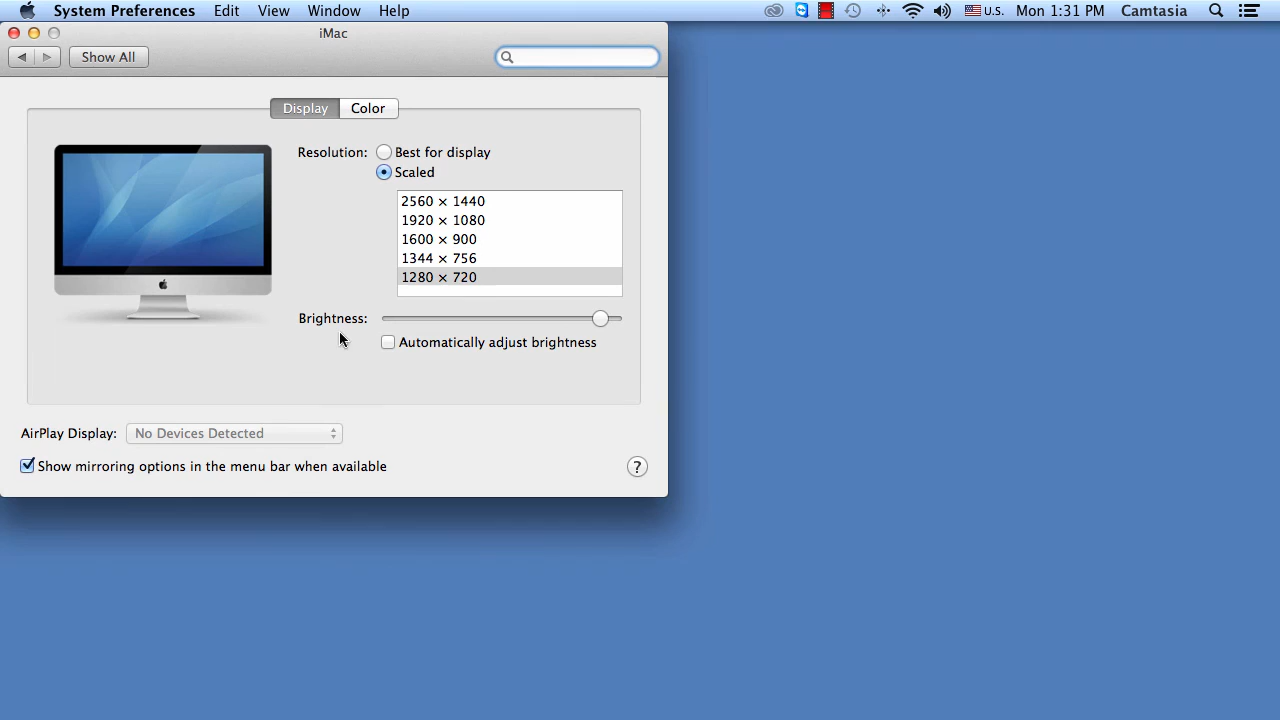 System Preferences Edit View Window Help U.S. Mon 1:31 PM Camtasia
iMac
Show All
Display Color
Resolution: Best for display
Scaled
2560 × 1440
1920 × 1080
1600 × 900
1344 × 756
1280 × 720
Brightness:
Automatically adjust brightness
AirPlay Display: No Devices Detected
Show mirroring options in the menu bar when available ?